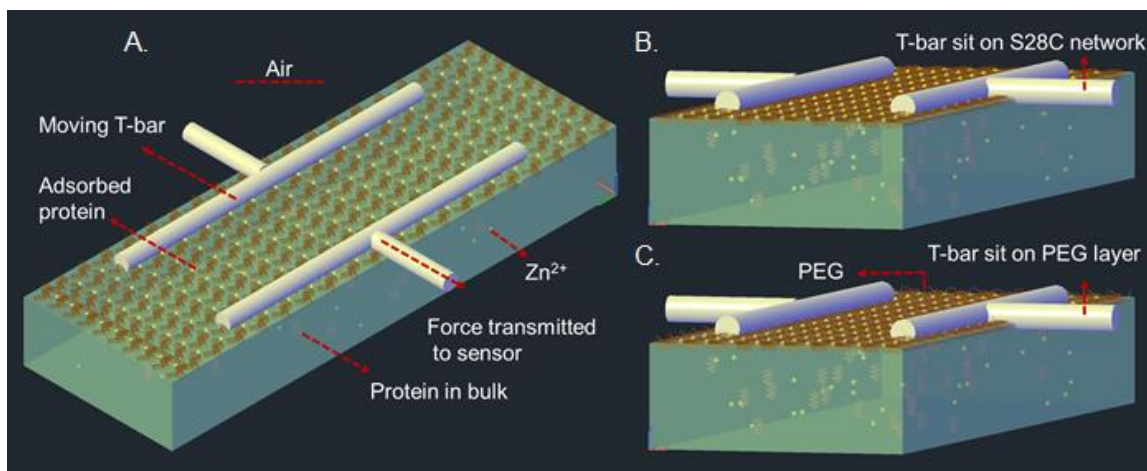 A.
Air
Moving T-bar
Adsorbed
protein
Zn²⁺
Force transmitted
to sensor
Protein in bulk
B.
T-bar sit on S28C network
C.
T-bar sit on PEG layer
PEG